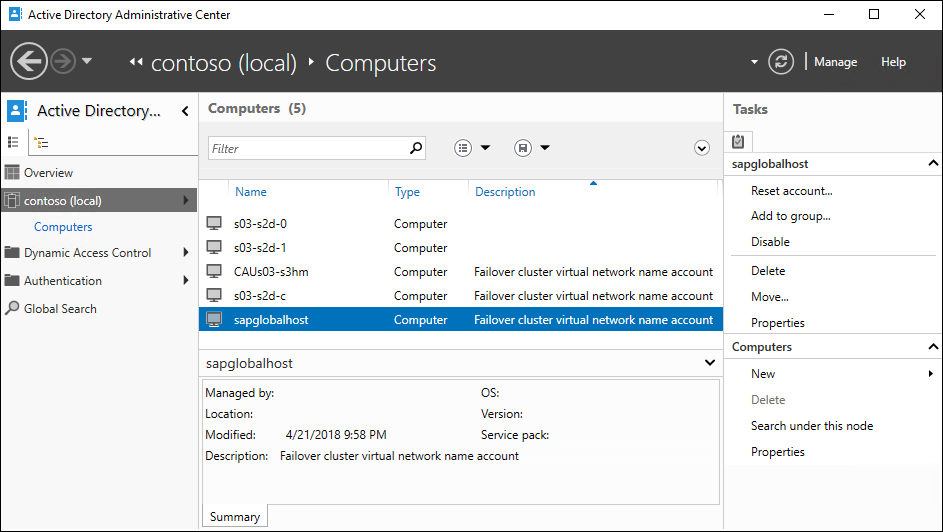 Active Directory Administrative Center
contoso (local) Computers
Manage Help
Active Directory...
Overview
contoso (local)
Computers
Dynamic Access Control
Authentication
Global Search
Computers (5)
Filter
Name Type Description
s03-s2d-0 Computer
s03-s2d-1 Computer
CAUs03-s3hm Computer Failover cluster virtual network name account
s03-s2d-c Computer Failover cluster virtual network name account
sapglobalhost Computer Failover cluster virtual network name account
sapglobalhost
Managed by: OS:
Location: Version:
Modified: 4/21/2018 9:58 PM Service pack:
Description: Failover cluster virtual network name account
Summary
Tasks
sapglobalhost
Reset account...
Add to group...
Disable
Delete
Move...
Properties
Computers
New
Delete
Search under this node
Properties